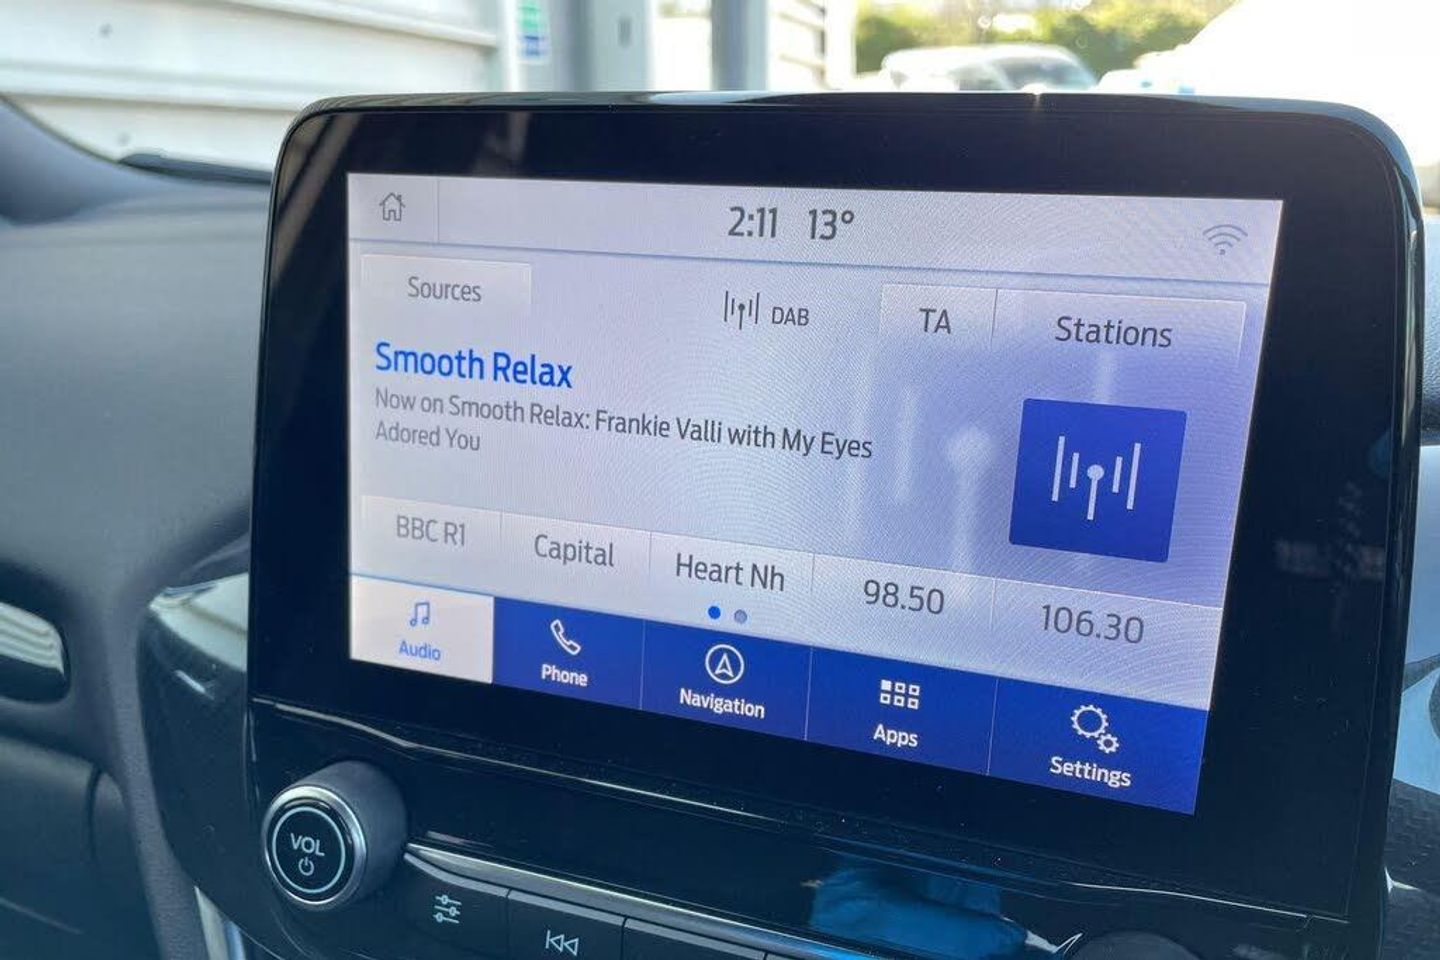 2:11 13°
Sources
DAB
TA
Stations
Smooth Relax
Now on Smooth Relax: Frankie Valli with My Eyes
Adored You
BBC R1
Capital
Heart Nh
98.50
106.30
Audio
Phone
Navigation
Apps
Settings
VOL